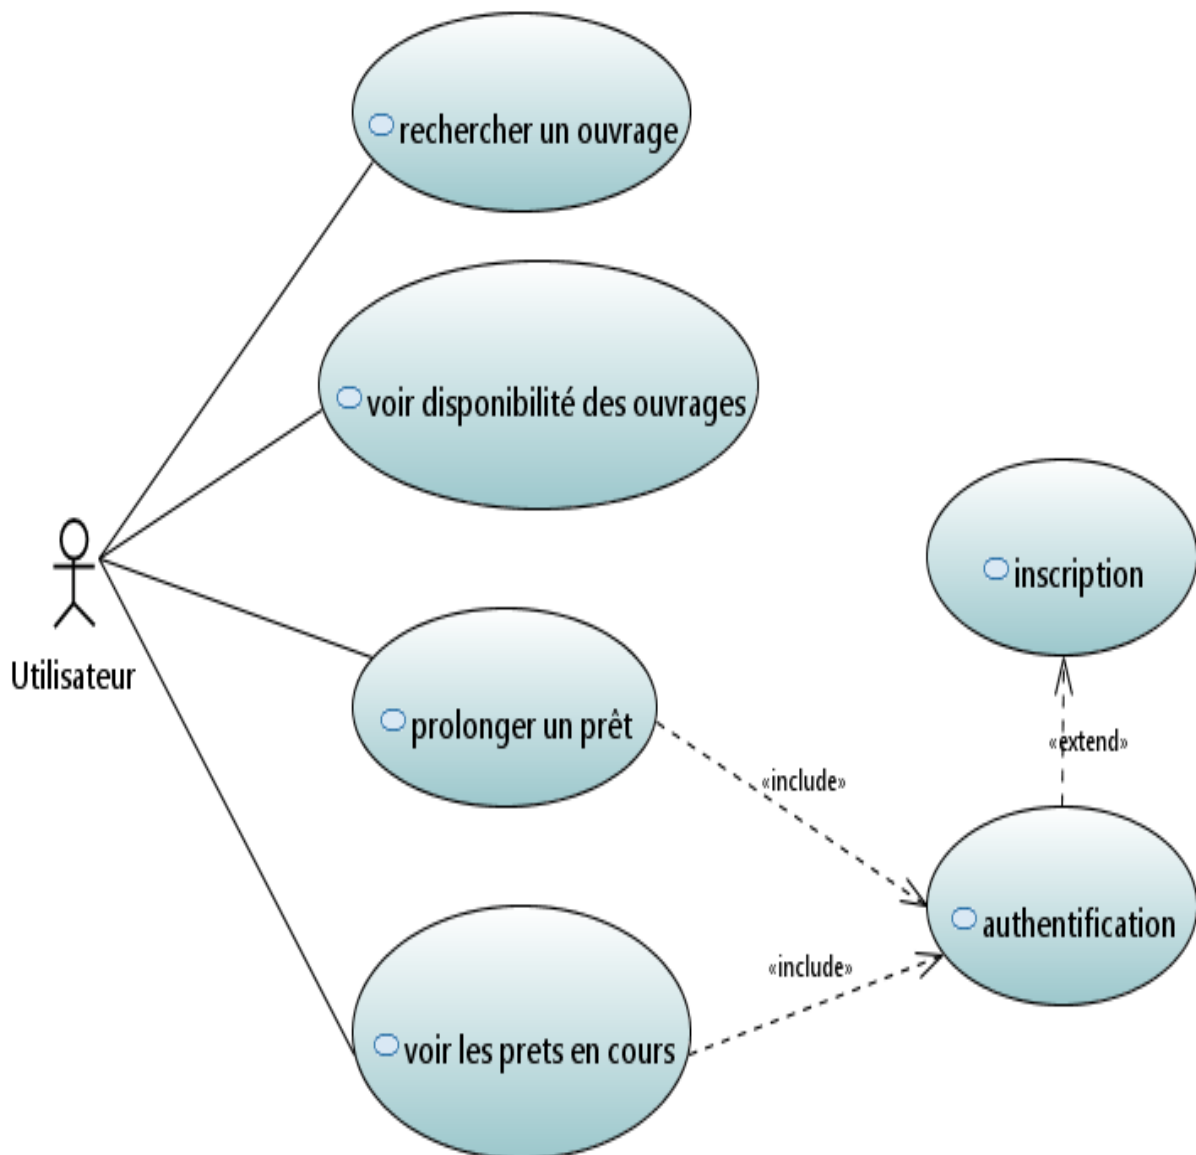 rechercher un ouvrage
voir disponibilité des ouvrages
Utilisateur
inscription
prolonger un prêt
«extend»
«include»
authentification
«include»
voir les prets en cours